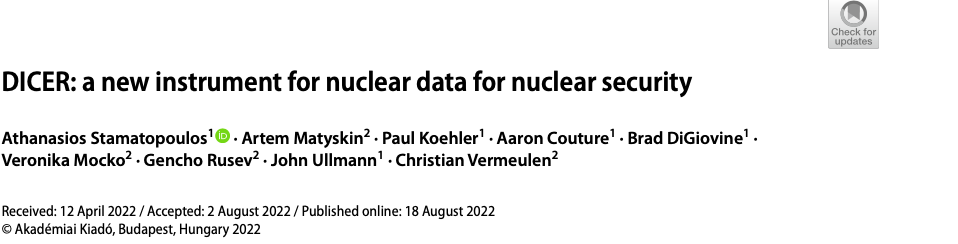 Check for
updates
DICER: a new instrument for nuclear data for nuclear security
Athanasios Stamatopoulos1 iD · Artem Matyskin2 · Paul Koehler1 · Aaron Couture1 · Brad DiGiovine1 ·
Veronika Mocko2 · Gencho Rusev2 · John Ullmann1 · Christian Vermeulen2
Received: 12 April 2022 / Accepted: 2 August 2022 / Published online: 18 August 2022
© Akadémiai Kiadó, Budapest, Hungary 2022